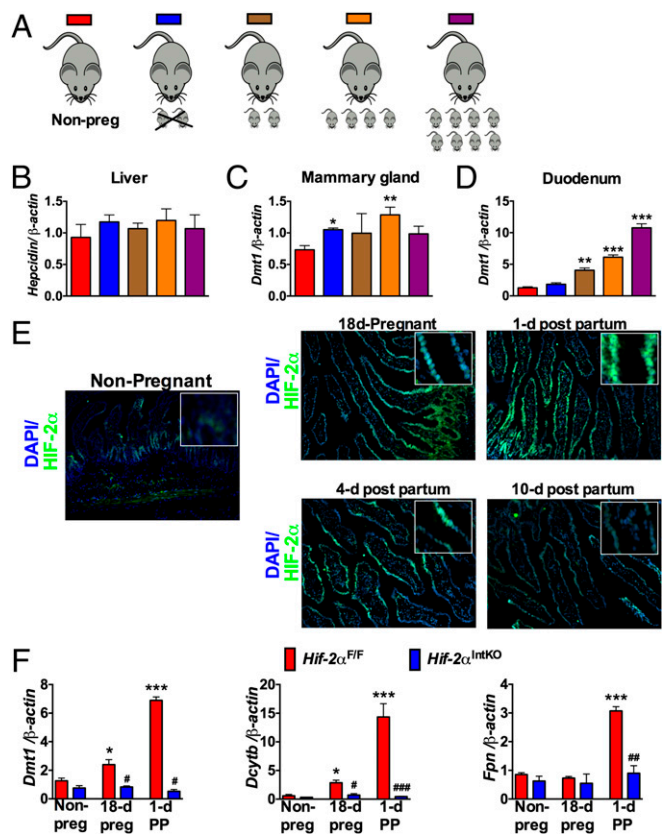 A
Non-preg
B
Liver
Hepcidin/β-actin
1.5
1.0
0.5
0.0
C
Mammary gland
Dmt1/β-actin
1.5
1.0
0.5
0.0
*
**
D
Duodenum
Dmt1/β-actin
15
10
5
0
**
***
***
E
Non-Pregnant
DAPI/
HIF-2α
18d-Pregnant
1-d post partum
DAPI/
HIF-2α
4-d post partum
10-d post partum
DAPI/
HIF-2α
F
Hif-2αF/F
Hif-2αIntKO
Dmt1/β-actin
8
6
4
2
0
*
#
***
#
Non-preg
18-d preg
1-d PP
Dcytb/β-actin
20
15
10
5
0
*
#
***
###
Non-preg
18-d preg
1-d PP
Fpn/β-actin
4
3
2
1
0
***
##
Non-preg
18-d preg
1-d PP